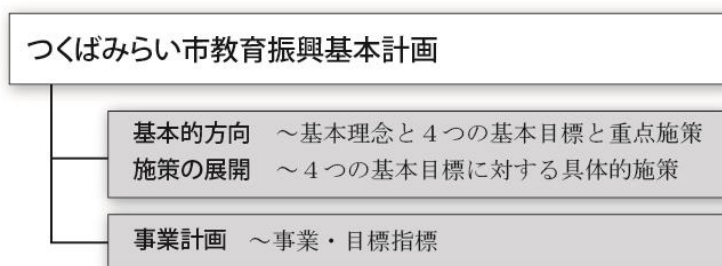 つくばみらい市教育振興基本計画
基本的方向 ~基本理念と4つの基本目標と重点施策
施策の展開 ~4つの基本目標に対する具体的施策
事業計画 ~事業・目標指標